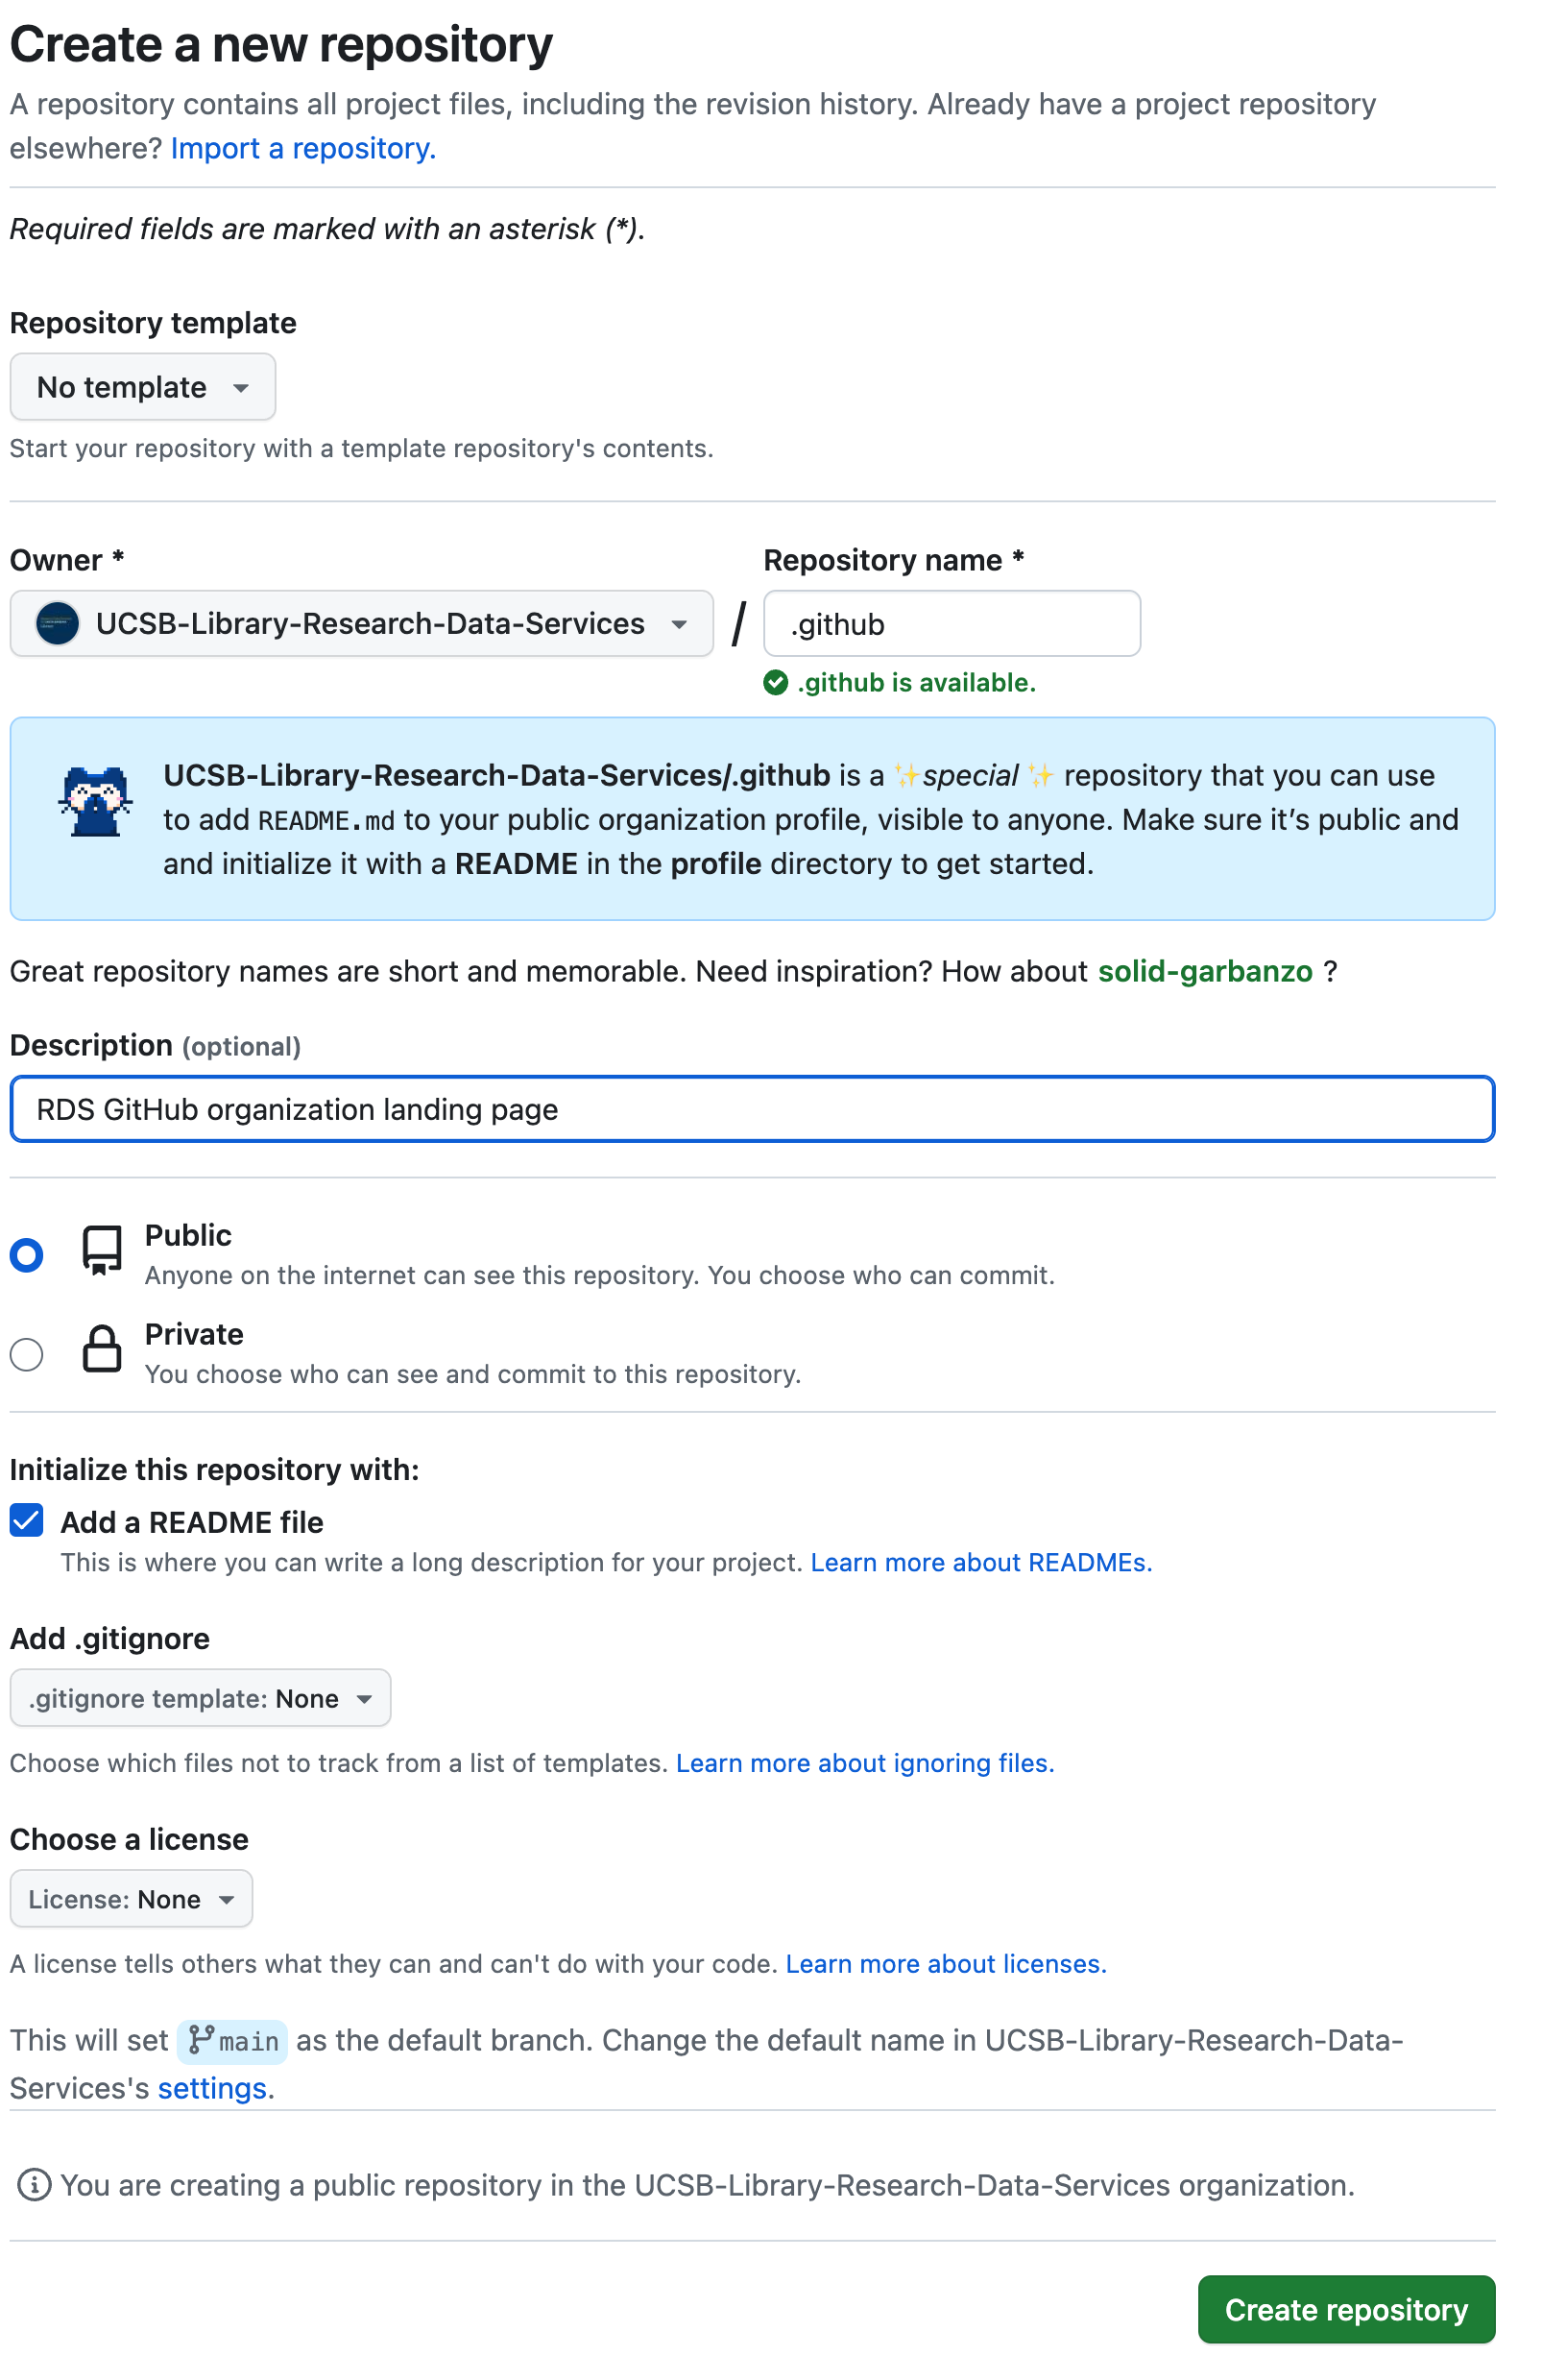 Create a new repository
A repository contains all project files, including the revision history. Already have a project repository
elsewhere? Import a repository.
Required fields are marked with an asterisk (*).
Repository template
No template
Start your repository with a template repository's contents.
Owner *
Repository name *
UCSB-Library-Research-Data-Services / .github
.github is available.
UCSB-Library-Research-Data-Services/.github is a ✨special✨ repository that you can use
to add README.md to your public organization profile, visible to anyone. Make sure it’s public and
and initialize it with a README in the profile directory to get started.
Great repository names are short and memorable. Need inspiration? How about solid-garbanzo ?
Description (optional)
RDS GitHub organization landing page
Public
Anyone on the internet can see this repository. You choose who can commit.
Private
You choose who can see and commit to this repository.
Initialize this repository with:
Add a README file
This is where you can write a long description for your project. Learn more about READMEs.
Add .gitignore
.gitignore template: None
Choose which files not to track from a list of templates. Learn more about ignoring files.
Choose a license
License: None
A license tells others what they can and can't do with your code. Learn more about licenses.
This will set main as the default branch. Change the default name in UCSB-Library-Research-Data-
Services's settings.
You are creating a public repository in the UCSB-Library-Research-Data-Services organization.
Create repository